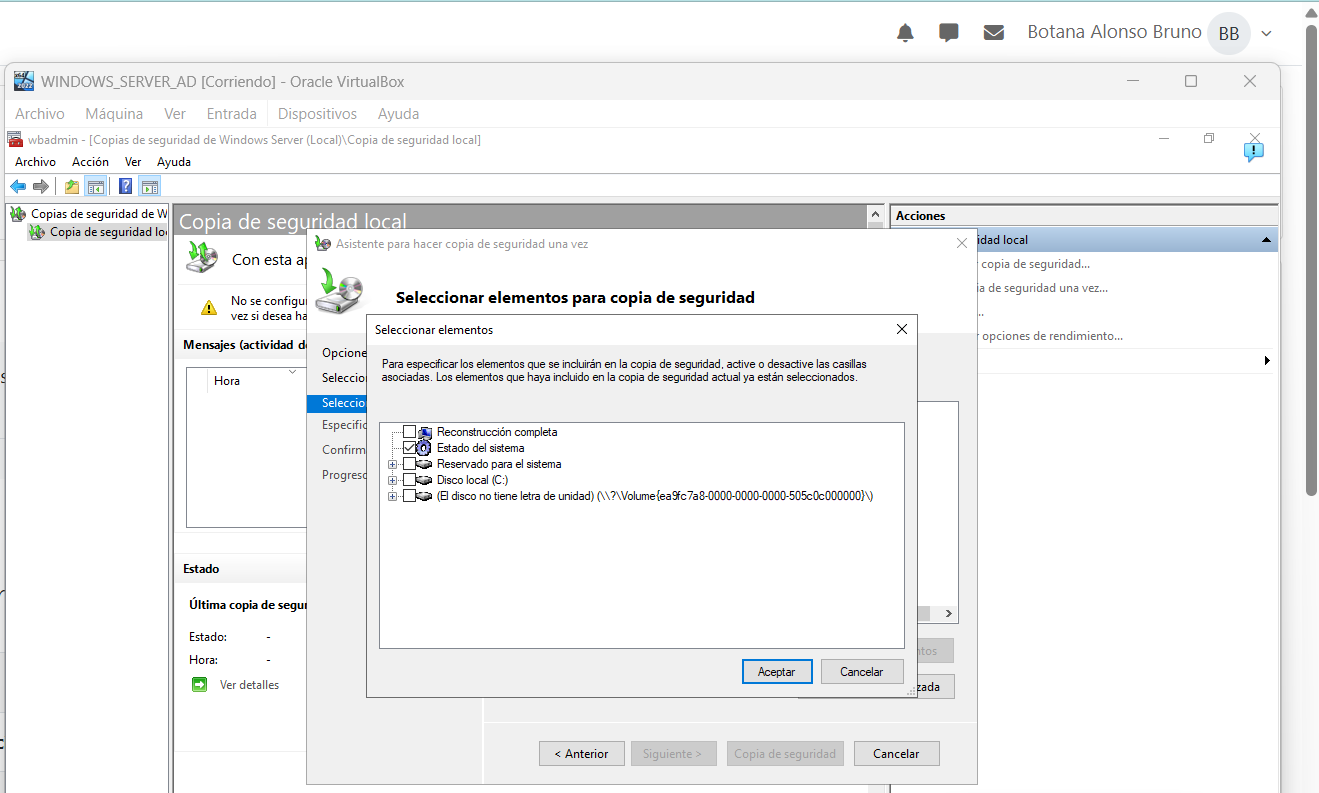 Botana Alonso Bruno BB
WINDOWS_SERVER_AD [Corriendo] - Oracle VirtualBox
Archivo Máquina Ver Entrada Dispositivos Ayuda
wbadmin - [Copias de seguridad de Windows Server (Local)\Copia de seguridad local]
Archivo Acción Ver Ayuda
Copias de seguridad de W
Copia de seguridad lo
Copia de seguridad local
Con esta ap
No se configu
vez si desea ha
Mensajes (actividad d
Hora
Estado
Última copia de segu
Estado: -
Hora: -
Ver detalles
Asistente para hacer copia de seguridad una vez
Seleccionar elementos para copia de seguridad
Opcione
Seleccio
Seleccio
Especific
Confirm
Progreso
Seleccionar elementos
Para especificar los elementos que se incluirán en la copia de seguridad, active o desactive las casillas
asociadas. Los elementos que haya incluido en la copia de seguridad actual ya están seleccionados.
Reconstrucción completa
Estado del sistema
Reservado para el sistema
Disco local (C:)
(El disco no tiene letra de unidad) (\\?\Volume{ea9fc7a8-0000-0000-0000-505c0c000000}\)
Aceptar Cancelar
ntos
zada
< Anterior Siguiente > Copia de seguridad Cancelar
Acciones
idad local
copia de seguridad...
ia de seguridad una vez...
...
opciones de rendimiento...